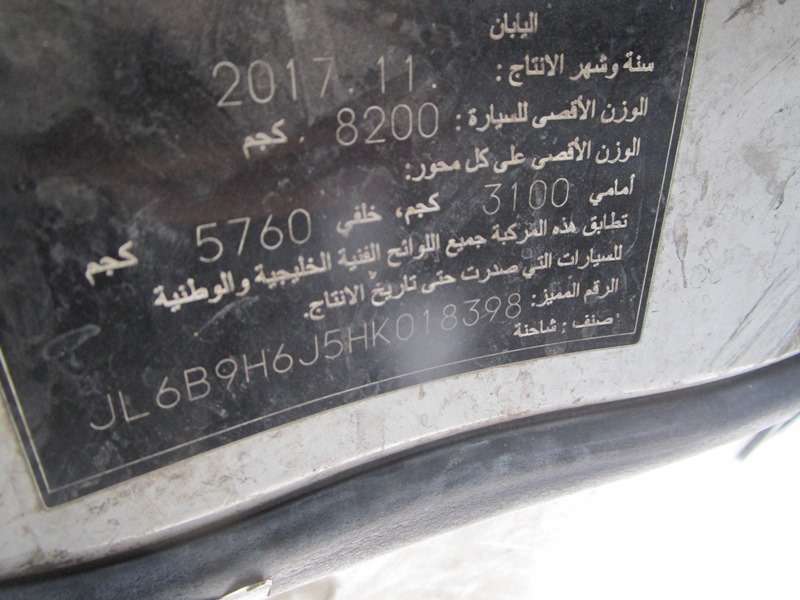 اليابان
سنة وشهر الانتاج : 2017.11.
الوزن الأقصى للسيارة : 8200 كجم
الوزن الأقصى على كل محور:
أمامي 3100 كجم، خلفي 5760 كجم
تطابق هذه المركبة جميع اللوائح الفنية الخليجية والوطنية
للسيارات التي صدرت حتى تاريخ الانتاج.
الرقم المميز: JL6B9H6J5HK018398
صنف : شاحنة